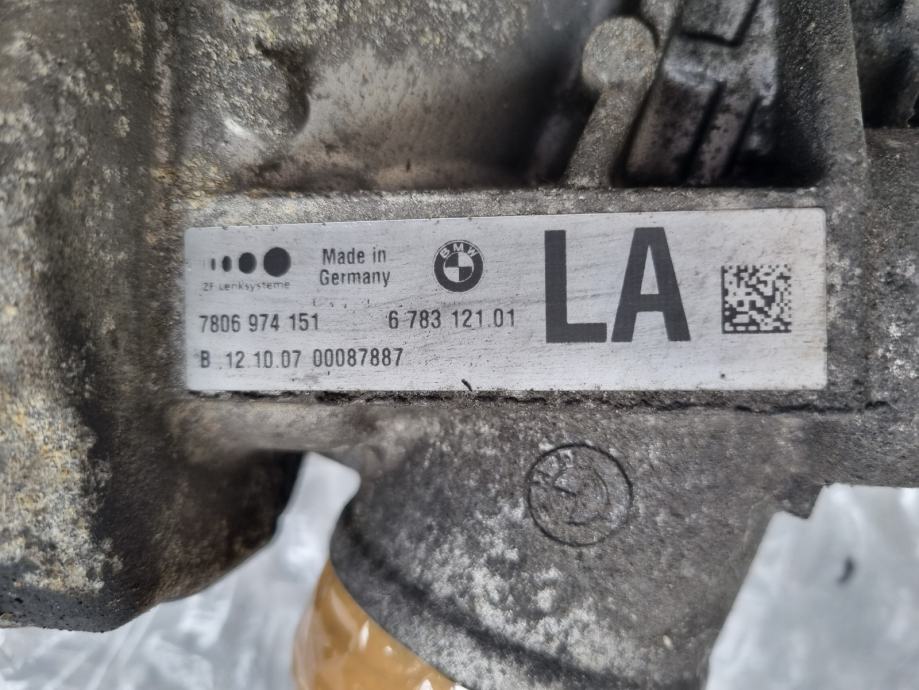 ZF Lenksysteme
Made in
Germany
BMW
LA
7806 974 151 6 783 121.01
B 12.10.07 00087887